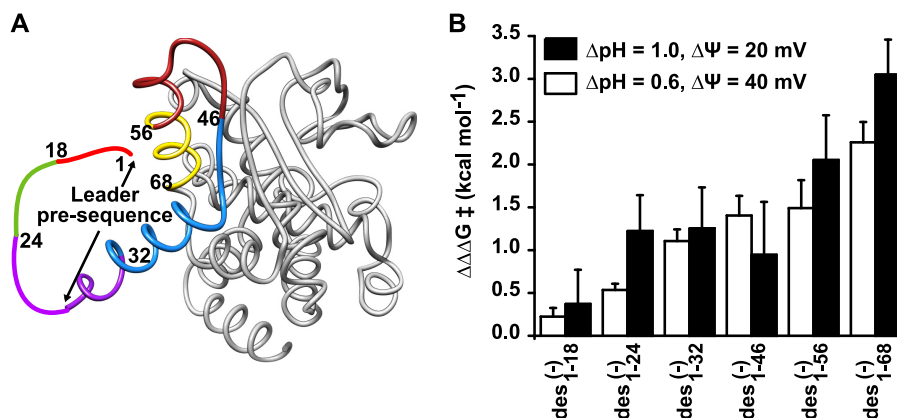 A
B
18
1
56
46
68
Leader
pre-sequence
24
32
ΔpH = 1.0, ΔΨ = 20 mV
ΔpH = 0.6, ΔΨ = 40 mV
ΔΔΔG ‡ (kcal mol⁻¹)
3.5
3.0
2.5
2.0
1.5
1.0
0.5
0.0
des(-)1-18
des(-)1-24
des(-)1-32
des(-)1-46
des(-)1-56
des(-)1-68